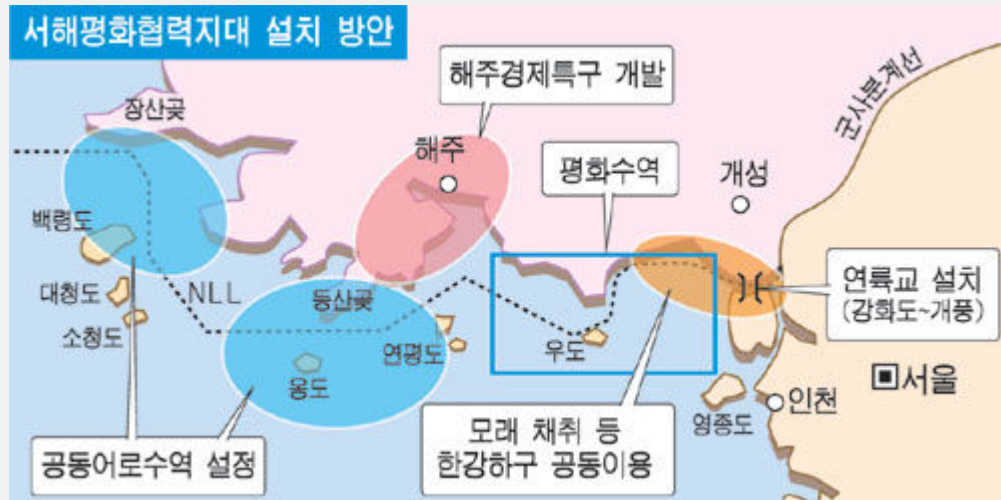 서해평화협력지대 설치 방안
해주경제특구 개발
군사분계선
장산곶
해주
평화수역
개성
백령도
대청도
NLL
소청도
등산곶
연평도
우도
옹도
연륙교 설치
(강화도~개풍)
서울
인천
영종도
공동어로수역 설정
모래 채취 등
한강하구 공동이용